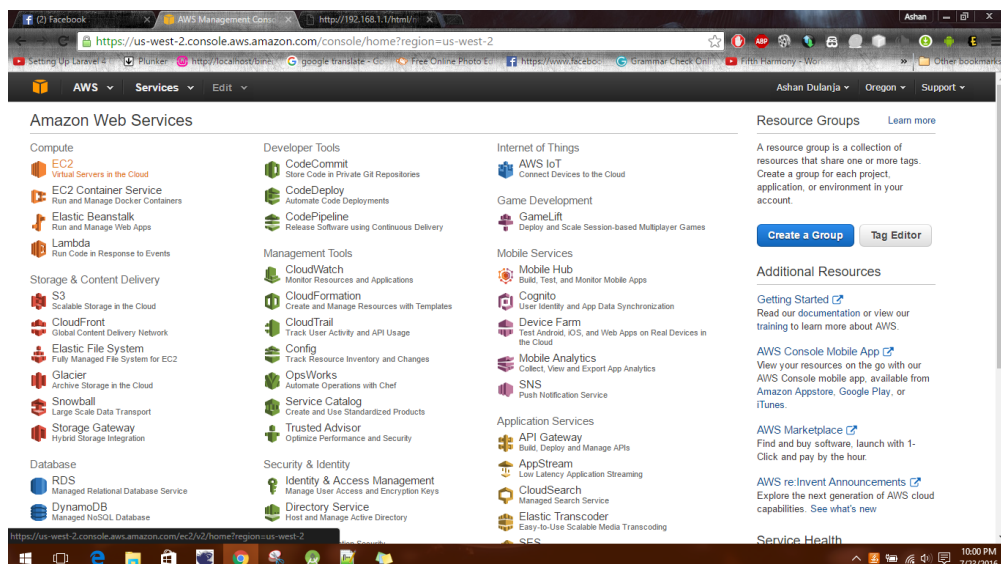 (2) Facebook
AWS Management Consol
http://192.168.1.1/html/
Ashan
https://us-west-2.console.aws.amazon.com/console/home?region=us-west-2
Setting Up Laravel 4
Plunker
http://localhost/bine
google translate - Go
Free Online Photo Ed
https://www.faceboo
Grammar Check Onli
Fifth Harmony - Wor
»
Other bookmarks
AWS
Services
Edit
Ashan Dulanja
Oregon
Support
Amazon Web Services
Compute
EC2
Virtual Servers in the Cloud
EC2 Container Service
Run and Manage Docker Containers
Elastic Beanstalk
Run and Manage Web Apps
Lambda
Run Code in Response to Events
Storage & Content Delivery
S3
Scalable Storage in the Cloud
CloudFront
Global Content Delivery Network
Elastic File System
Fully Managed File System for EC2
Glacier
Archive Storage in the Cloud
Snowball
Large Scale Data Transport
Storage Gateway
Hybrid Storage Integration
Database
RDS
Managed Relational Database Service
DynamoDB
Managed NoSQL Database
Developer Tools
CodeCommit
Store Code in Private Git Repositories
CodeDeploy
Automate Code Deployments
CodePipeline
Release Software using Continuous Delivery
Management Tools
CloudWatch
Monitor Resources and Applications
CloudFormation
Create and Manage Resources with Templates
CloudTrail
Track User Activity and API Usage
Config
Track Resource Inventory and Changes
OpsWorks
Automate Operations with Chef
Service Catalog
Create and Use Standardized Products
Trusted Advisor
Optimize Performance and Security
Security & Identity
Identity & Access Management
Manage User Access and Encryption Keys
Directory Service
Host and Manage Active Directory
Internet of Things
AWS IoT
Connect Devices to the Cloud
Game Development
GameLift
Deploy and Scale Session-based Multiplayer Games
Mobile Services
Mobile Hub
Build, Test, and Monitor Mobile Apps
Cognito
User Identity and App Data Synchronization
Device Farm
Test Android, iOS, and Web Apps on Real Devices in
the Cloud
Mobile Analytics
Collect, View and Export App Analytics
SNS
Push Notification Service
Application Services
API Gateway
Build, Deploy and Manage APIs
AppStream
Low Latency Application Streaming
CloudSearch
Managed Search Service
Elastic Transcoder
Easy-to-Use Scalable Media Transcoding
SES
Resource Groups
Learn more
A resource group is a collection of
resources that share one or more tags.
Create a group for each project,
application, or environment in your
account.
Create a Group
Tag Editor
Additional Resources
Getting Started
Read our documentation or view our
training to learn more about AWS.
AWS Console Mobile App
View your resources on the go with our
AWS Console mobile app, available from
Amazon Appstore, Google Play, or
iTunes.
AWS Marketplace
Find and buy software, launch with 1-
Click and pay by the hour.
AWS re:Invent Announcements
Explore the next generation of AWS cloud
capabilities. See what's new
Service Health
https://us-west-2.console.aws.amazon.com/ec2/v2/home?region=us-west-2
10:00 PM
7/23/2016